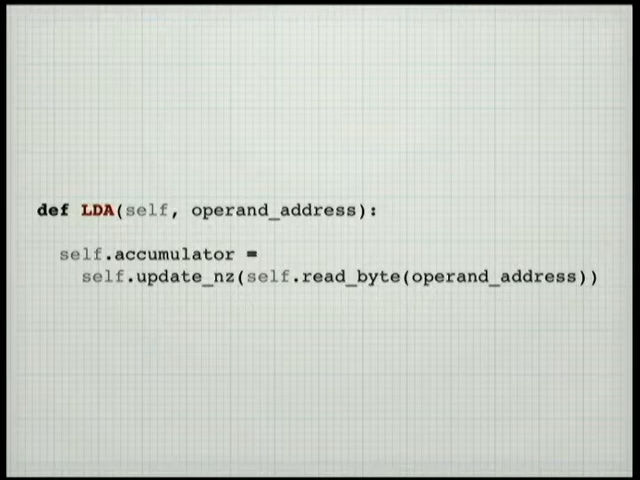 def LDA(self, operand_address):
self.accumulator =
self.update_nz(self.read_byte(operand_address))